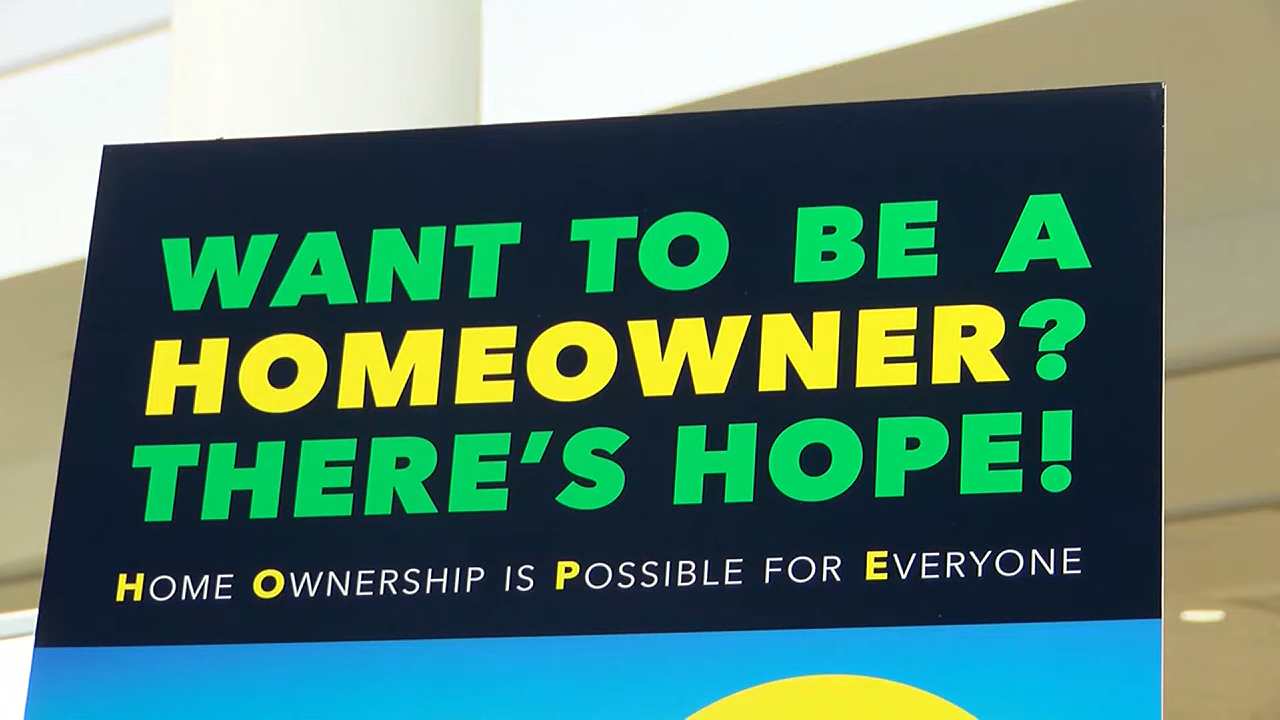 WANT TO BE A
HOMEOWNER?
THERE'S HOPE!
HOME OWNERSHIP IS POSSIBLE FOR EVERYONE